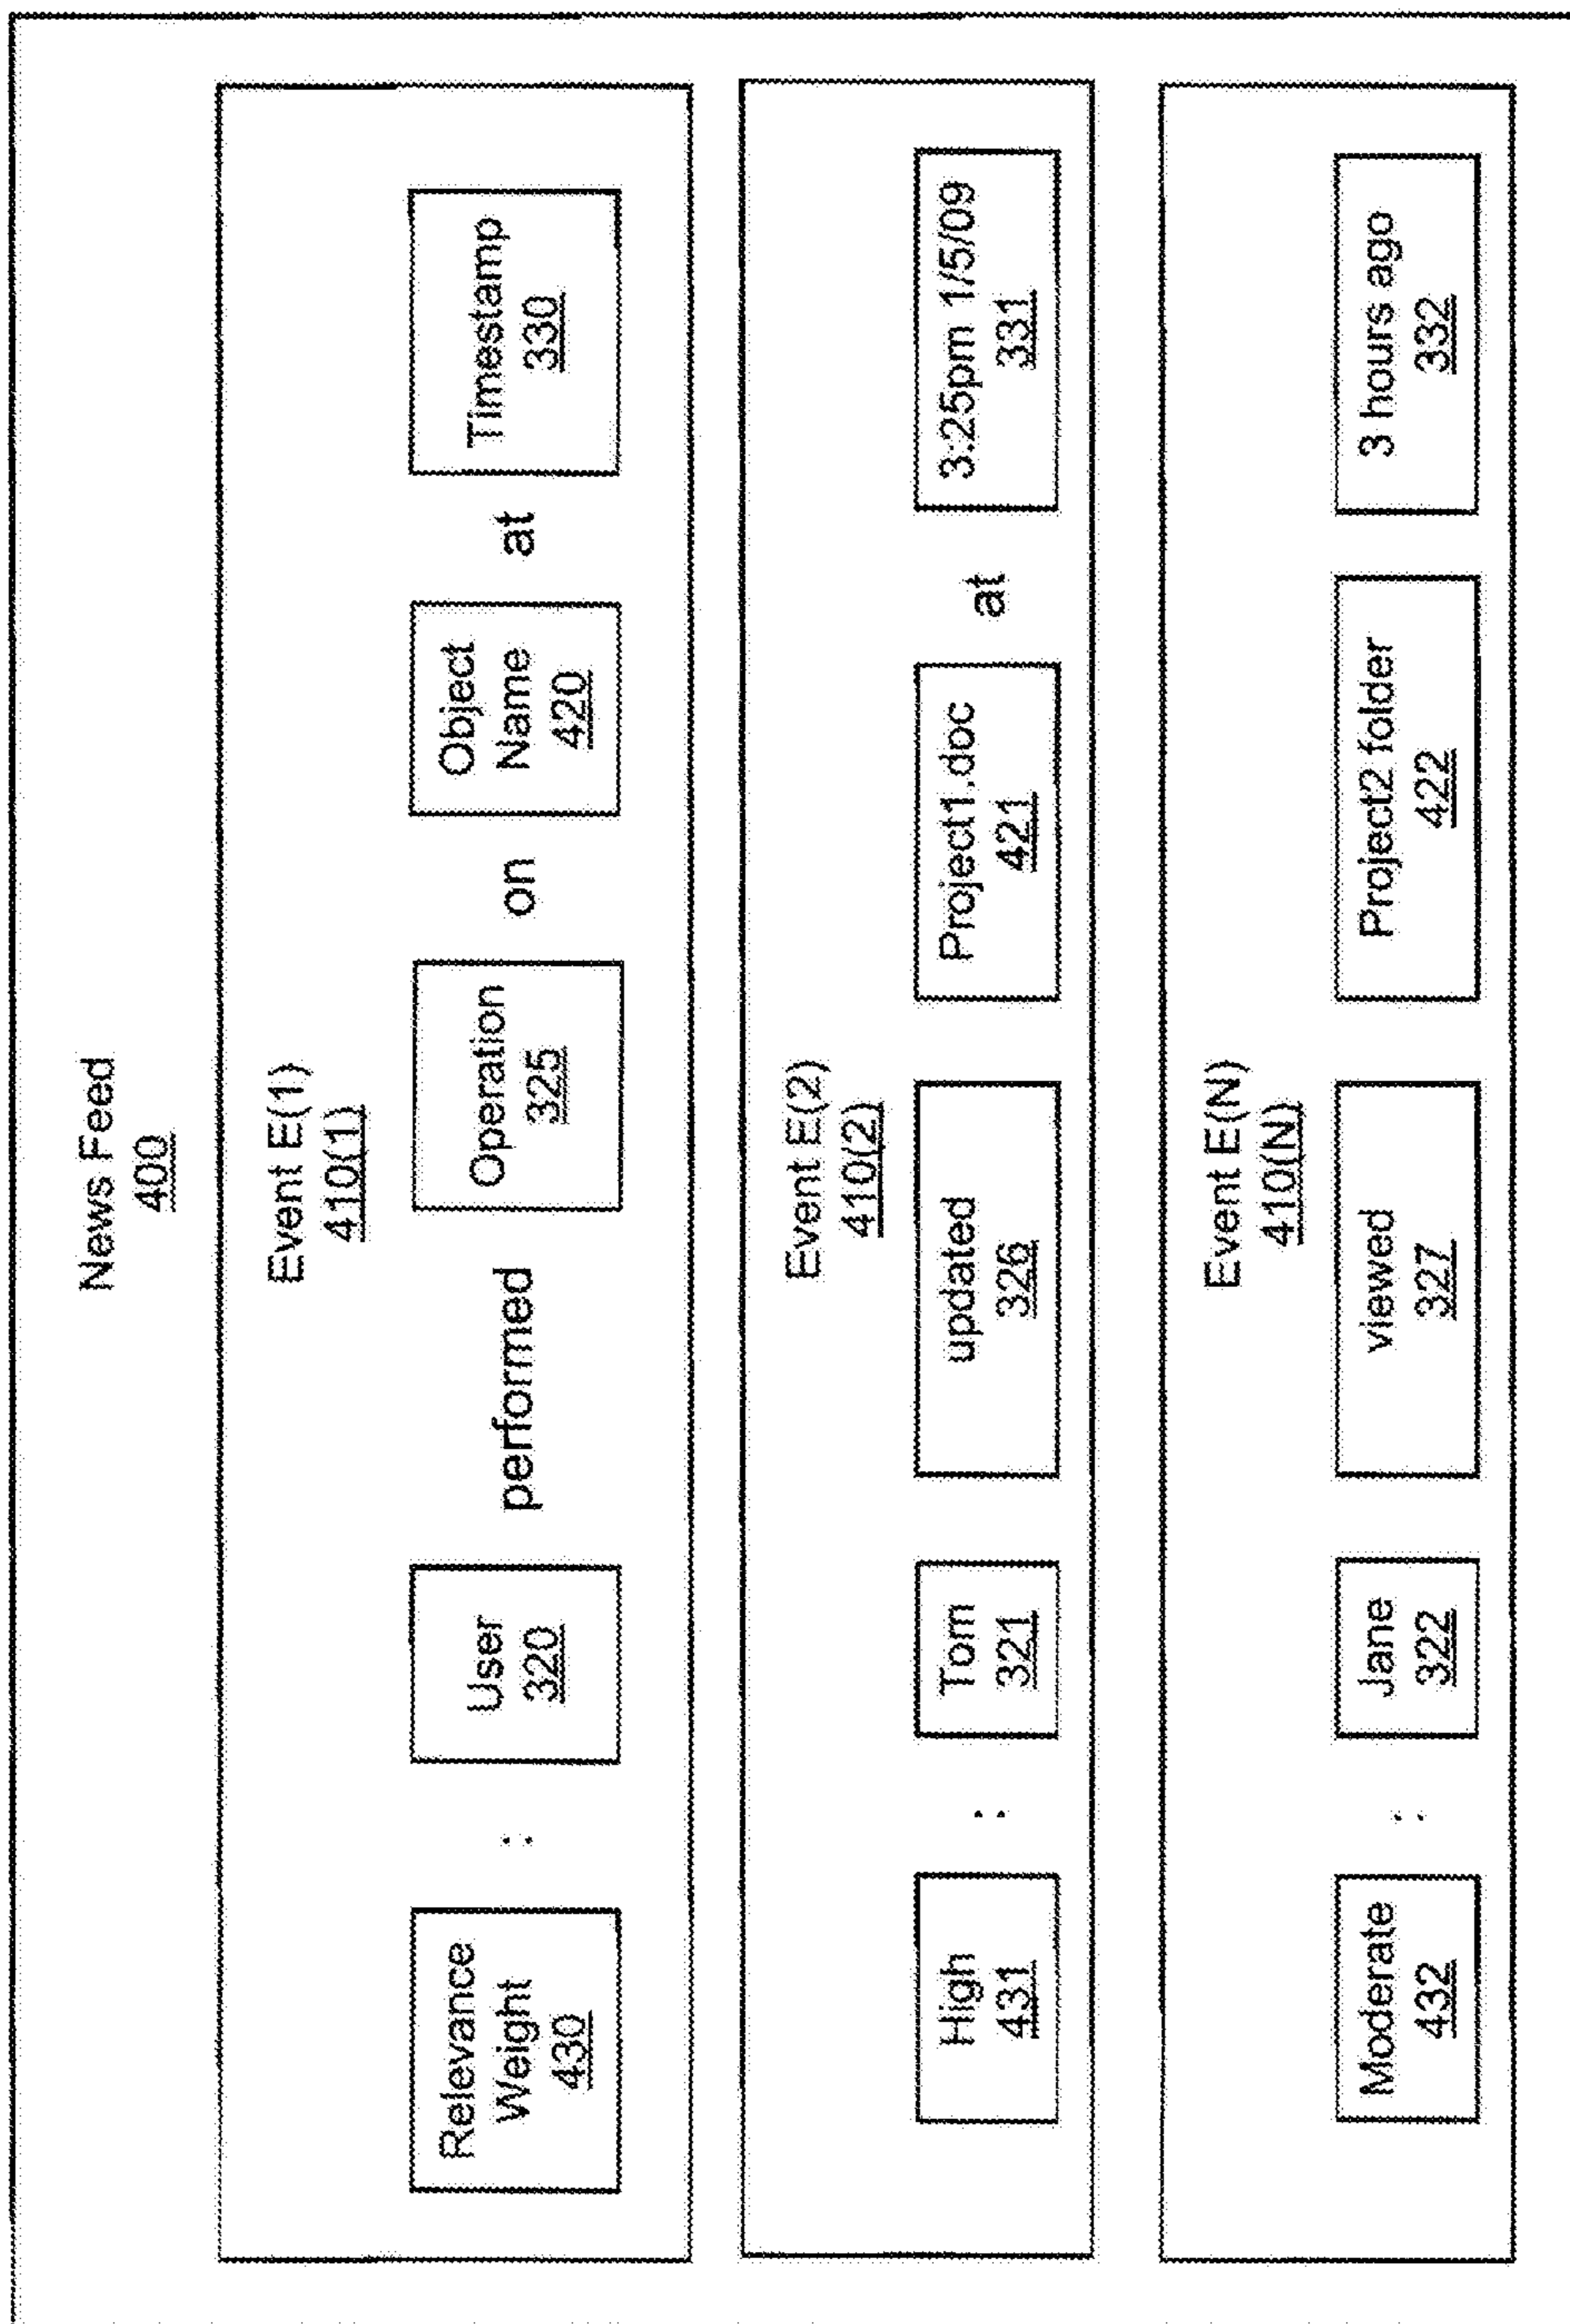 News Feed
400
Event E(1)
410(1)
Relevance
Weight
430
:
User
320
performed
Operation
325
on
Object
Name
420
at
Timestamp
330
Event E(2)
410(2)
High
431
:
Tom
321
updated
326
Project1.doc
421
at
3:25pm 1/5/09
331
Event E(N)
410(N)
Moderate
432
:
Jane
322
viewed
327
Project2 folder
422
3 hours ago
332